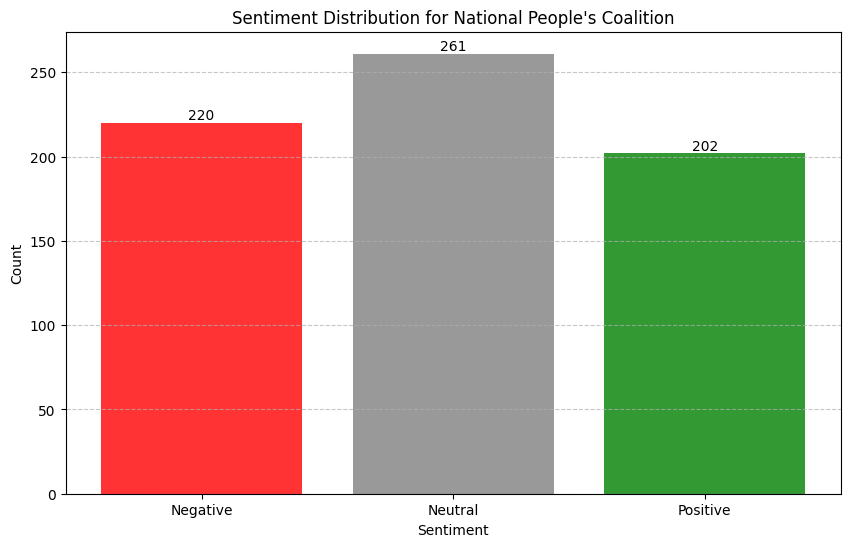 Sentiment Distribution for National People's Coalition
261
250
220
202
200
150
Count
100
50
0
Negative Neutral Positive
Sentiment